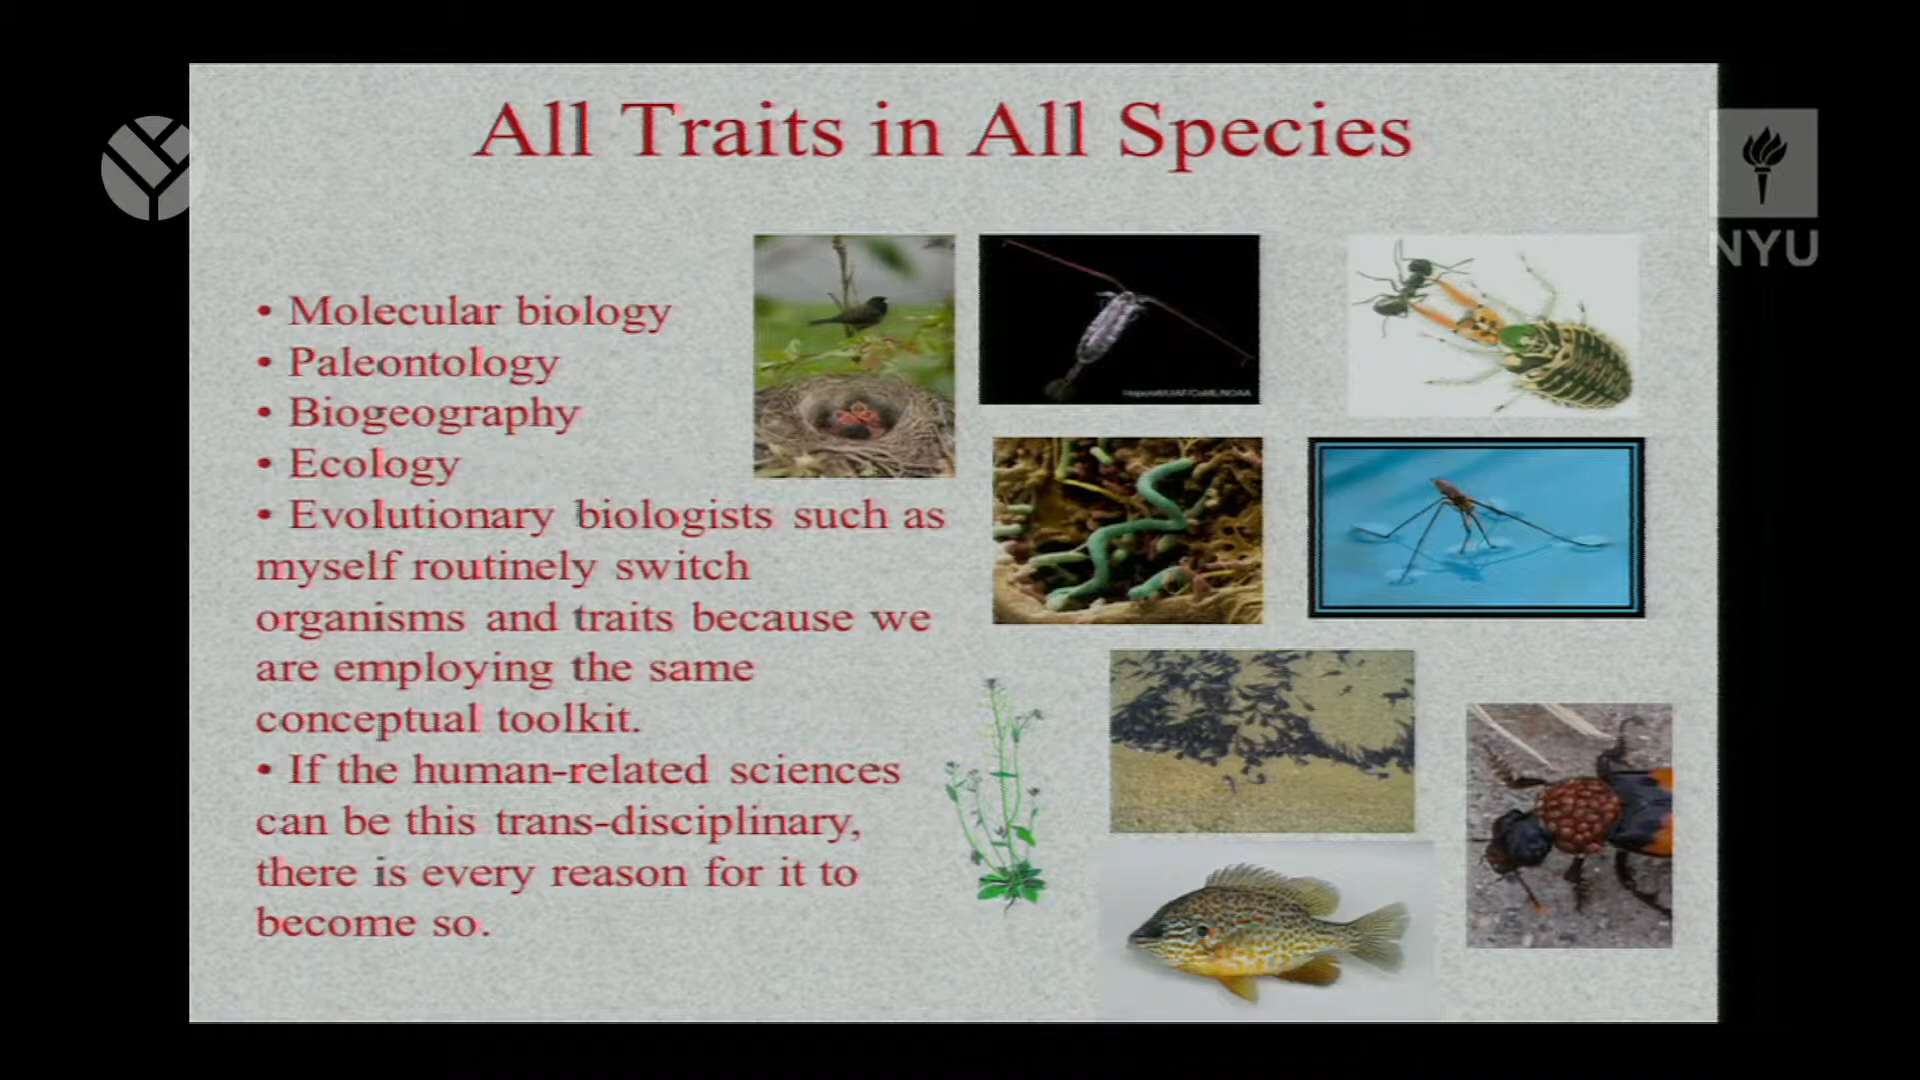 All Traits in All Species
• Molecular biology
• Paleontology
• Biogeography
• Ecology
• Evolutionary biologists such as
myself routinely switch
organisms and traits because we
are employing the same
conceptual toolkit.
• If the human-related sciences
can be this trans-disciplinary,
there is every reason for it to
become so.
NYU